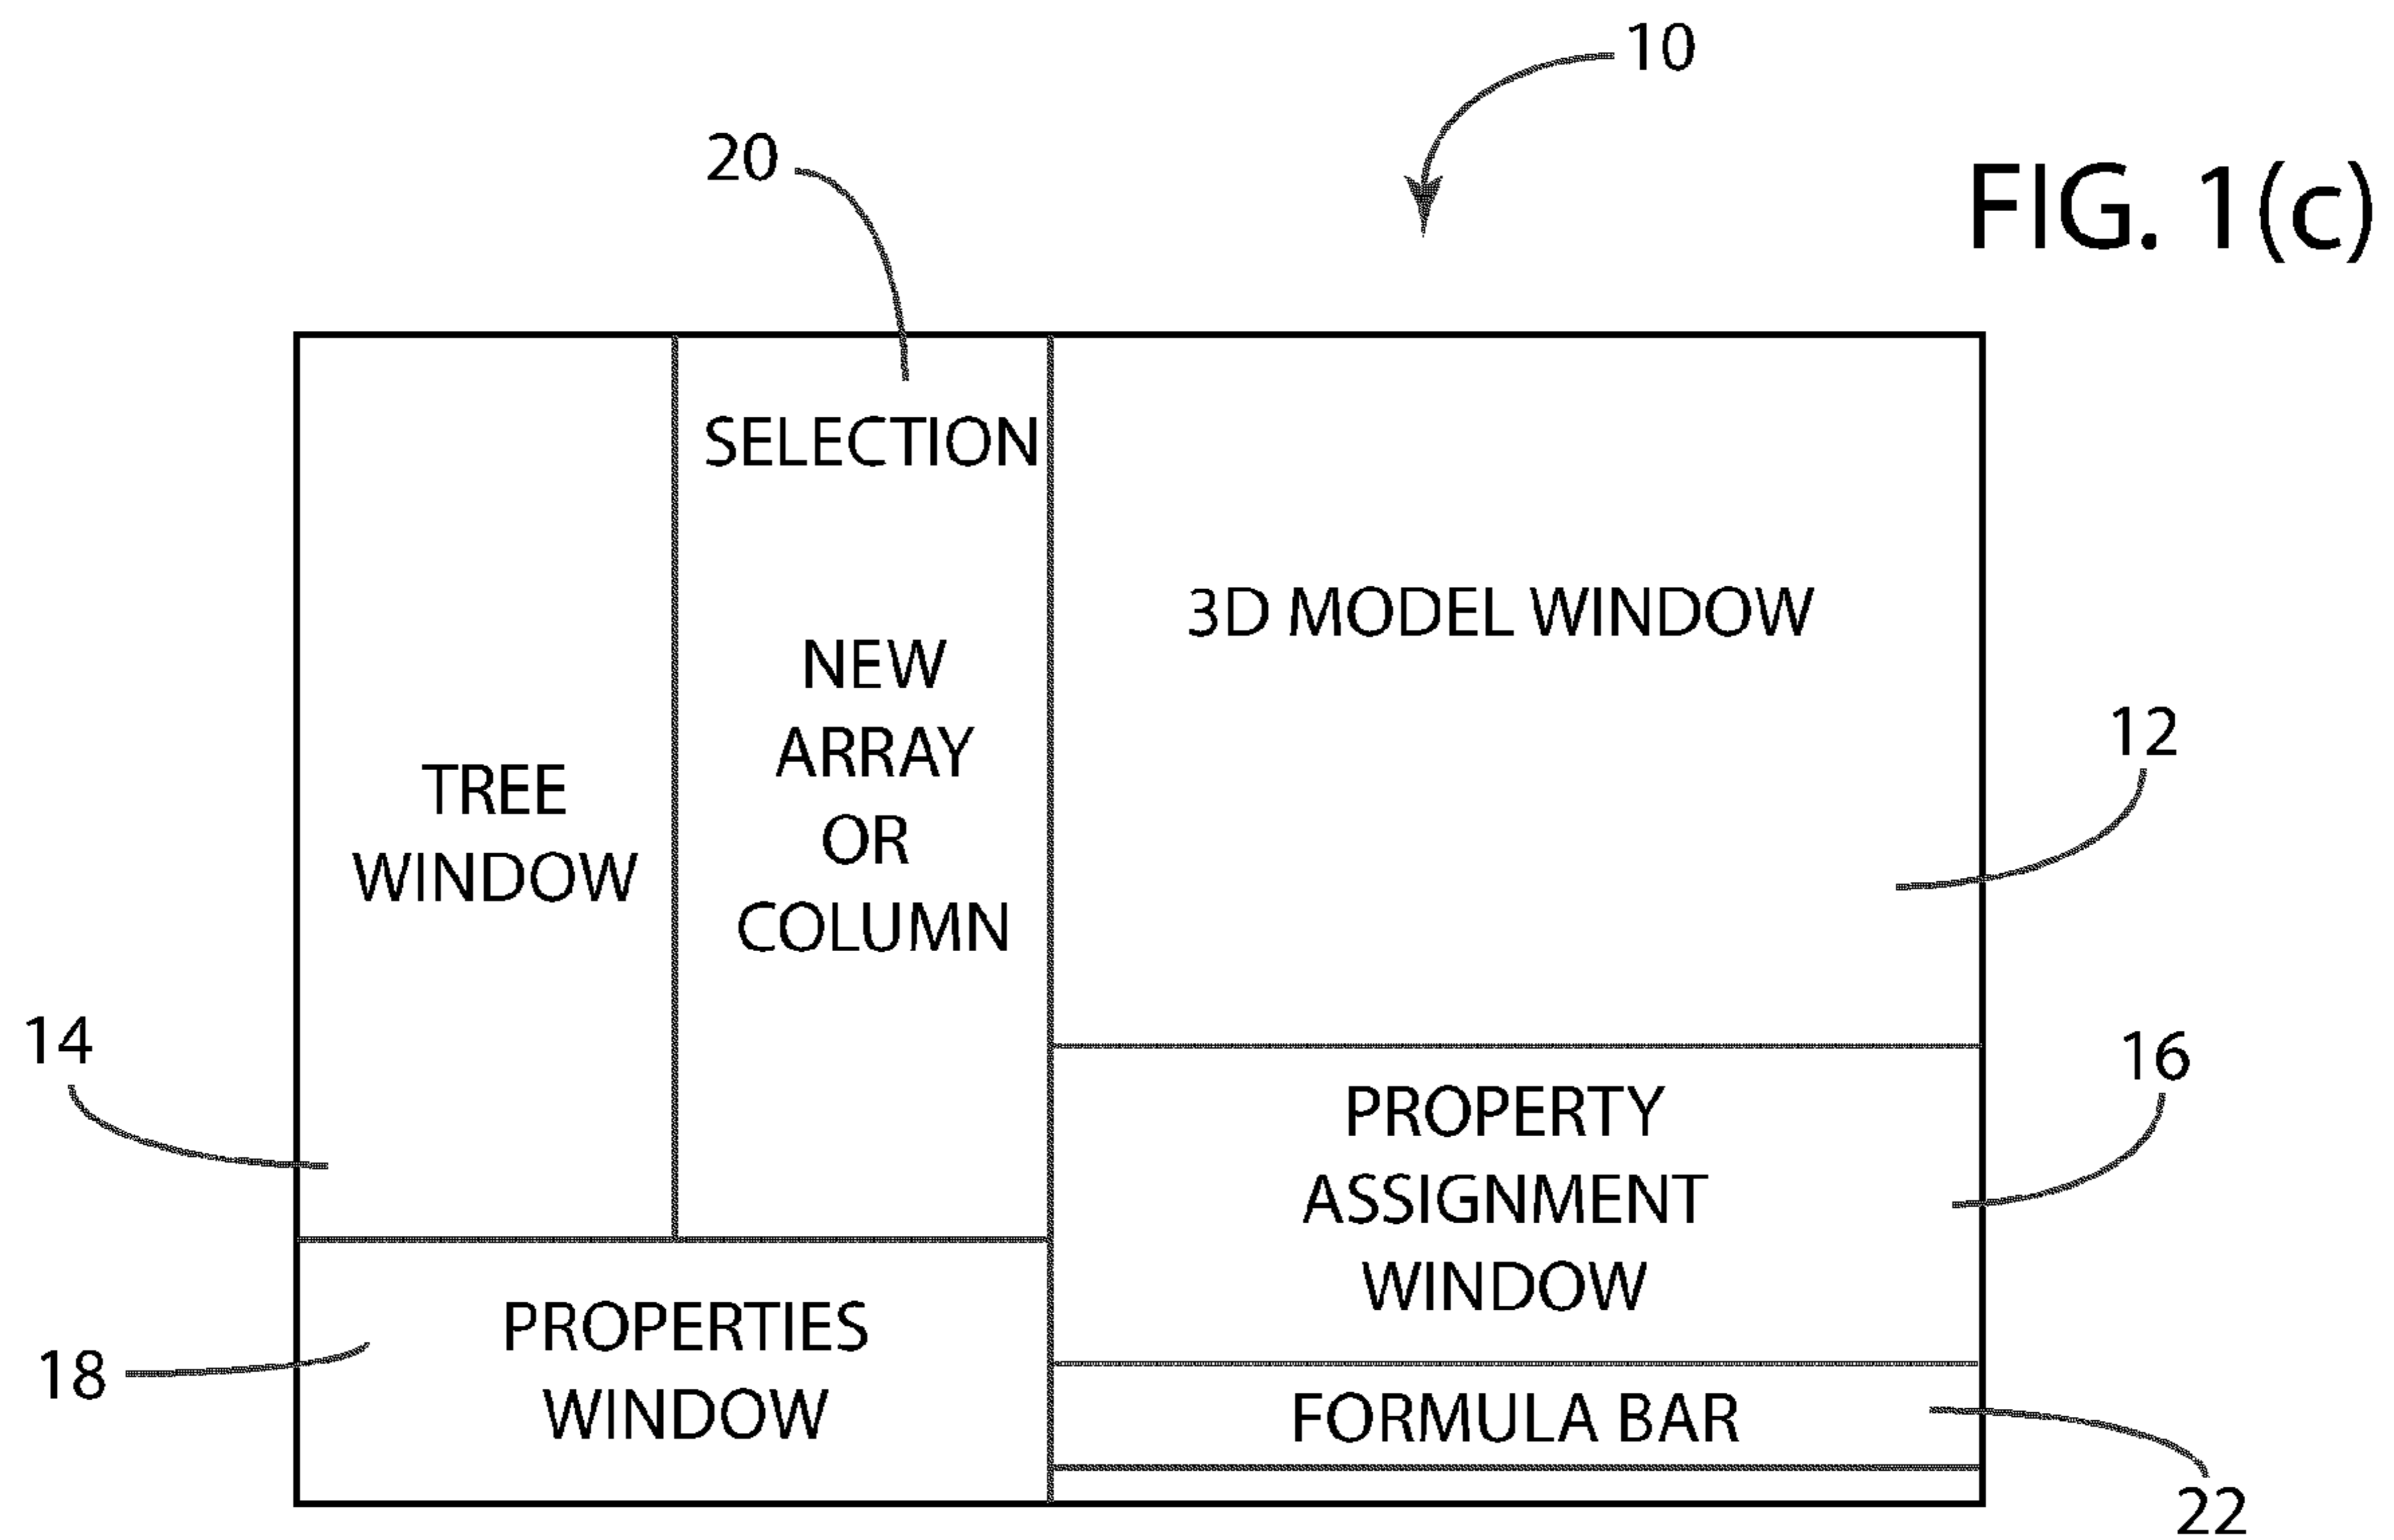 10
20
FIG. 1(c)
SELECTION
3D MODEL WINDOW
NEW
ARRAY
OR
COLUMN
TREE
WINDOW
12
14
16
PROPERTY
ASSIGNMENT
WINDOW
PROPERTIES
WINDOW
18
FORMULA BAR
22